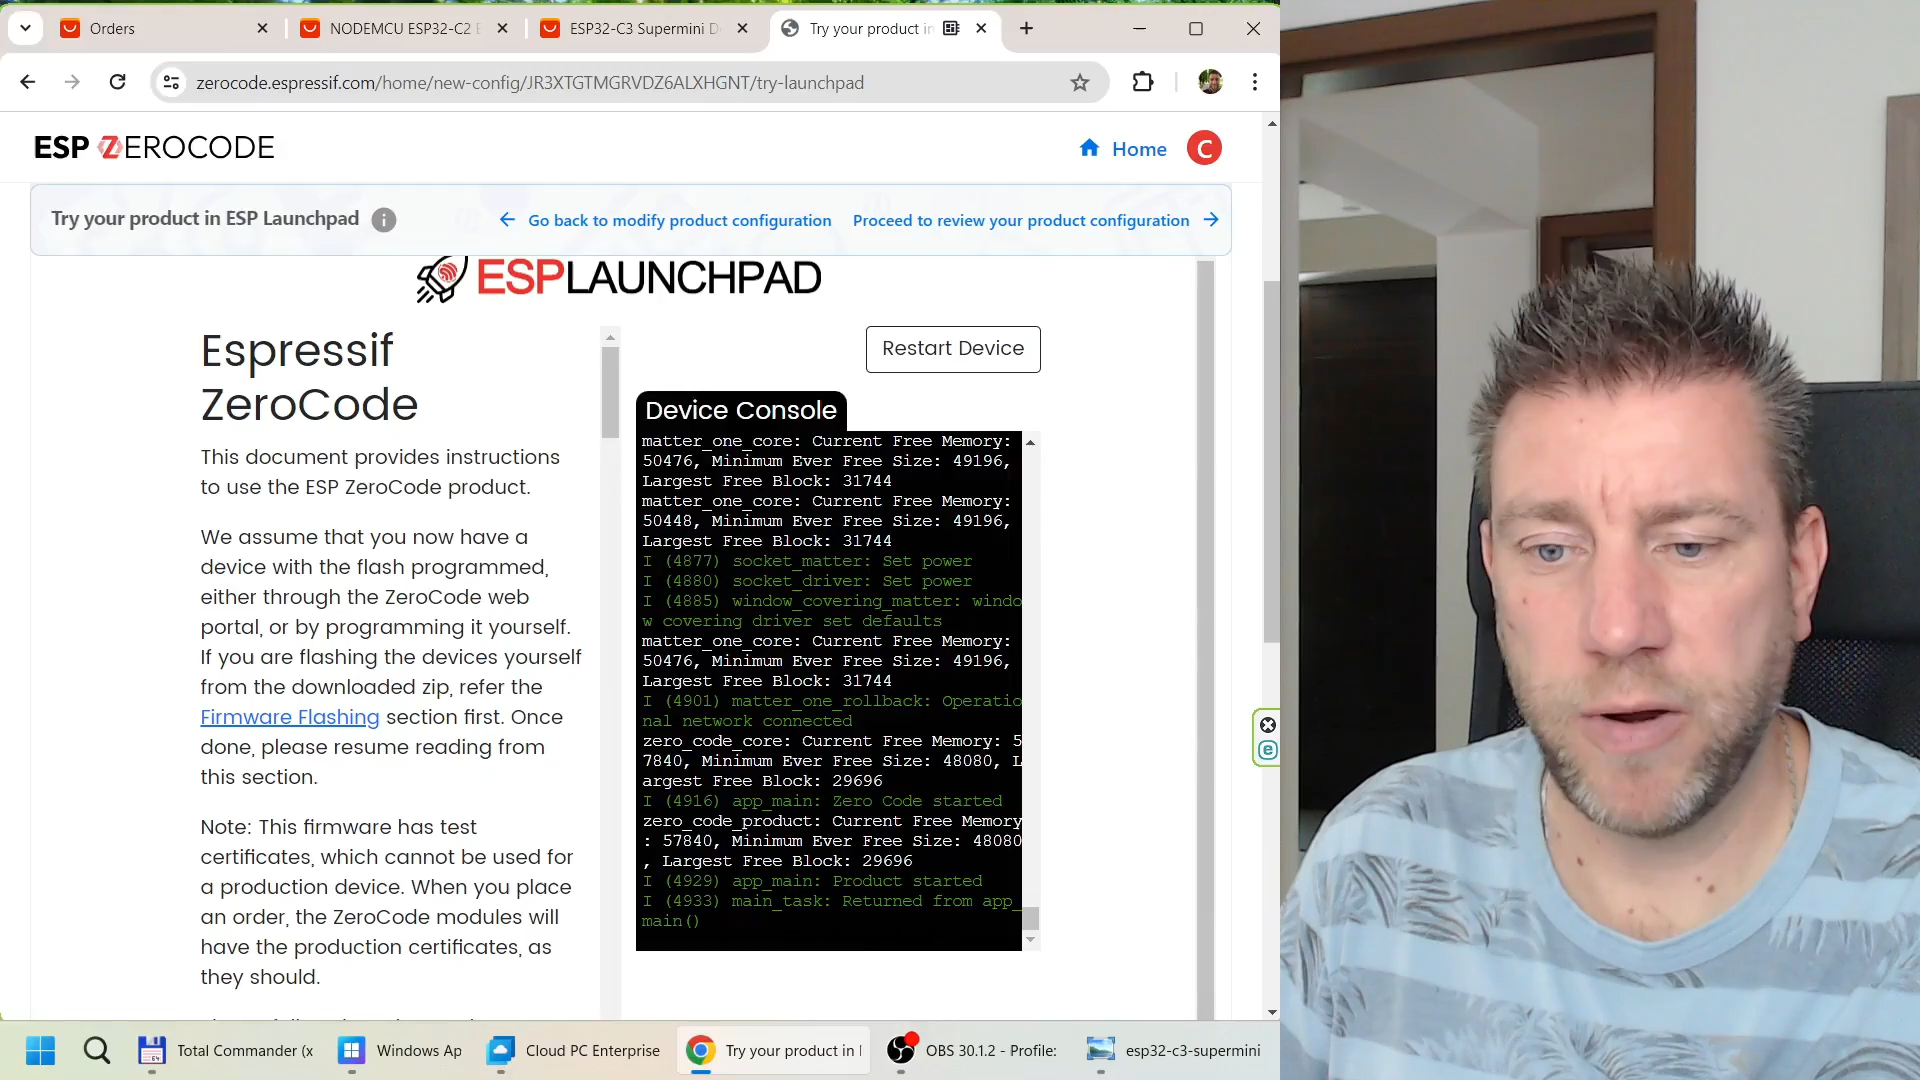 Orders
NODEMCU ESP32-C2 E
ESP32-C3 Supermini D
Try your product in
zerocode.espressif.com/home/new-config/JR3XTGTMGRVDZ6ALXHGNT/try-launchpad
ESP ZEROCODE
Home
C
Try your product in ESP Launchpad
Go back to modify product configuration
Proceed to review your product configuration
ESPLAUNCHPAD
Espressif
ZeroCode
This document provides instructions
to use the ESP ZeroCode product.
We assume that you now have a
device with the flash programmed,
either through the ZeroCode web
portal, or by programming it yourself.
If you are flashing the devices yourself
from the downloaded zip, refer the
Firmware Flashing section first. Once
done, please resume reading from
this section.
Note: This firmware has test
certificates, which cannot be used for
a production device. When you place
an order, the ZeroCode modules will
have the production certificates, as
they should.
Restart Device
Device Console
matter_one_core: Current Free Memory:
50476, Minimum Ever Free Size: 49196,
Largest Free Block: 31744
matter_one_core: Current Free Memory:
50448, Minimum Ever Free Size: 49196,
Largest Free Block: 31744
I (4877) socket_matter: Set power
I (4880) socket_driver: Set power
I (4885) window_covering_matter: windo
w covering driver set defaults
matter_one_core: Current Free Memory:
50476, Minimum Ever Free Size: 49196,
Largest Free Block: 31744
I (4901) matter_one_rollback: Operatio
nal network connected
zero_code_core: Current Free Memory: 5
7840, Minimum Ever Free Size: 48080, L
argest Free Block: 29696
I (4916) app_main: Zero Code started
zero_code_product: Current Free Memory
: 57840, Minimum Ever Free Size: 48080
, Largest Free Block: 29696
I (4929) app_main: Product started
I (4933) main_task: Returned from app_
main()
Total Commander (x
Windows Ap
Cloud PC Enterprise
Try your product in l
OBS 30.1.2 - Profile:
esp32-c3-supermini